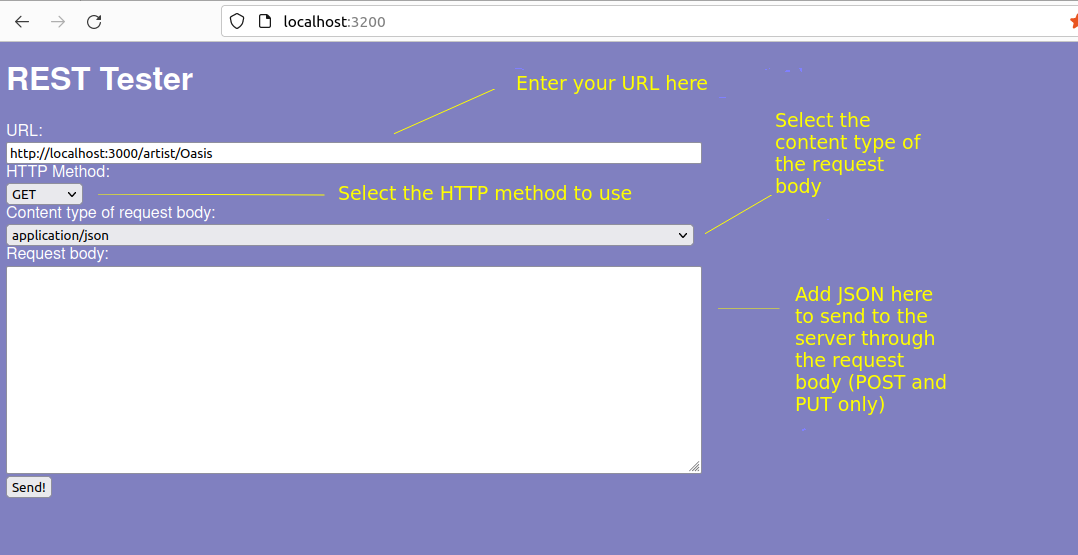 localhost:3200
REST Tester
Enter your URL here
URL:
http://localhost:3000/artist/Oasis
Select the
content type of
the request
body
HTTP Method:
GET
Select the HTTP method to use
Content type of request body:
application/json
Request body:
Add JSON here
to send to the
server through
the request
body (POST and
PUT only)
Send!